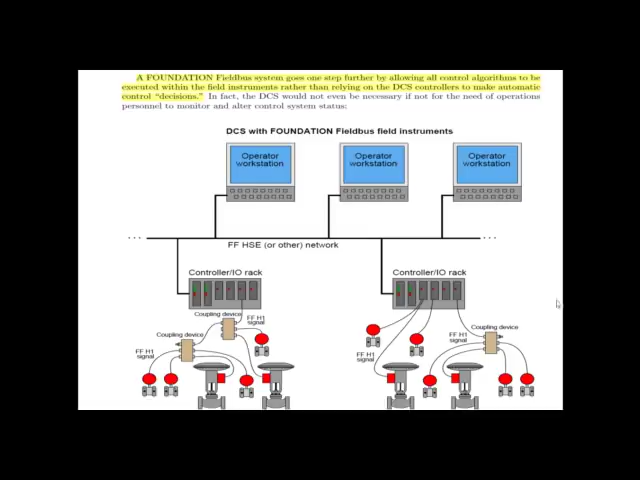 A FOUNDATION Fieldbus system goes one step further by allowing all control algorithms to be
executed within the field instruments rather than relying on the DCS controllers to make automatic
control “decisions.” In fact, the DCS would not even be necessary if not for the need of operations
personnel to monitor and alter control system status:
DCS with FOUNDATION Fieldbus field instruments
Operator
workstation
Operator
workstation
Operator
workstation
. . .
. . .
FF HSE (or other) network
Controller/IO rack
Controller/IO rack
Coupling device
FF H1
signal
Coupling device
FF H1
signal
Coupling device
FF H1
signal
FF H1
signal